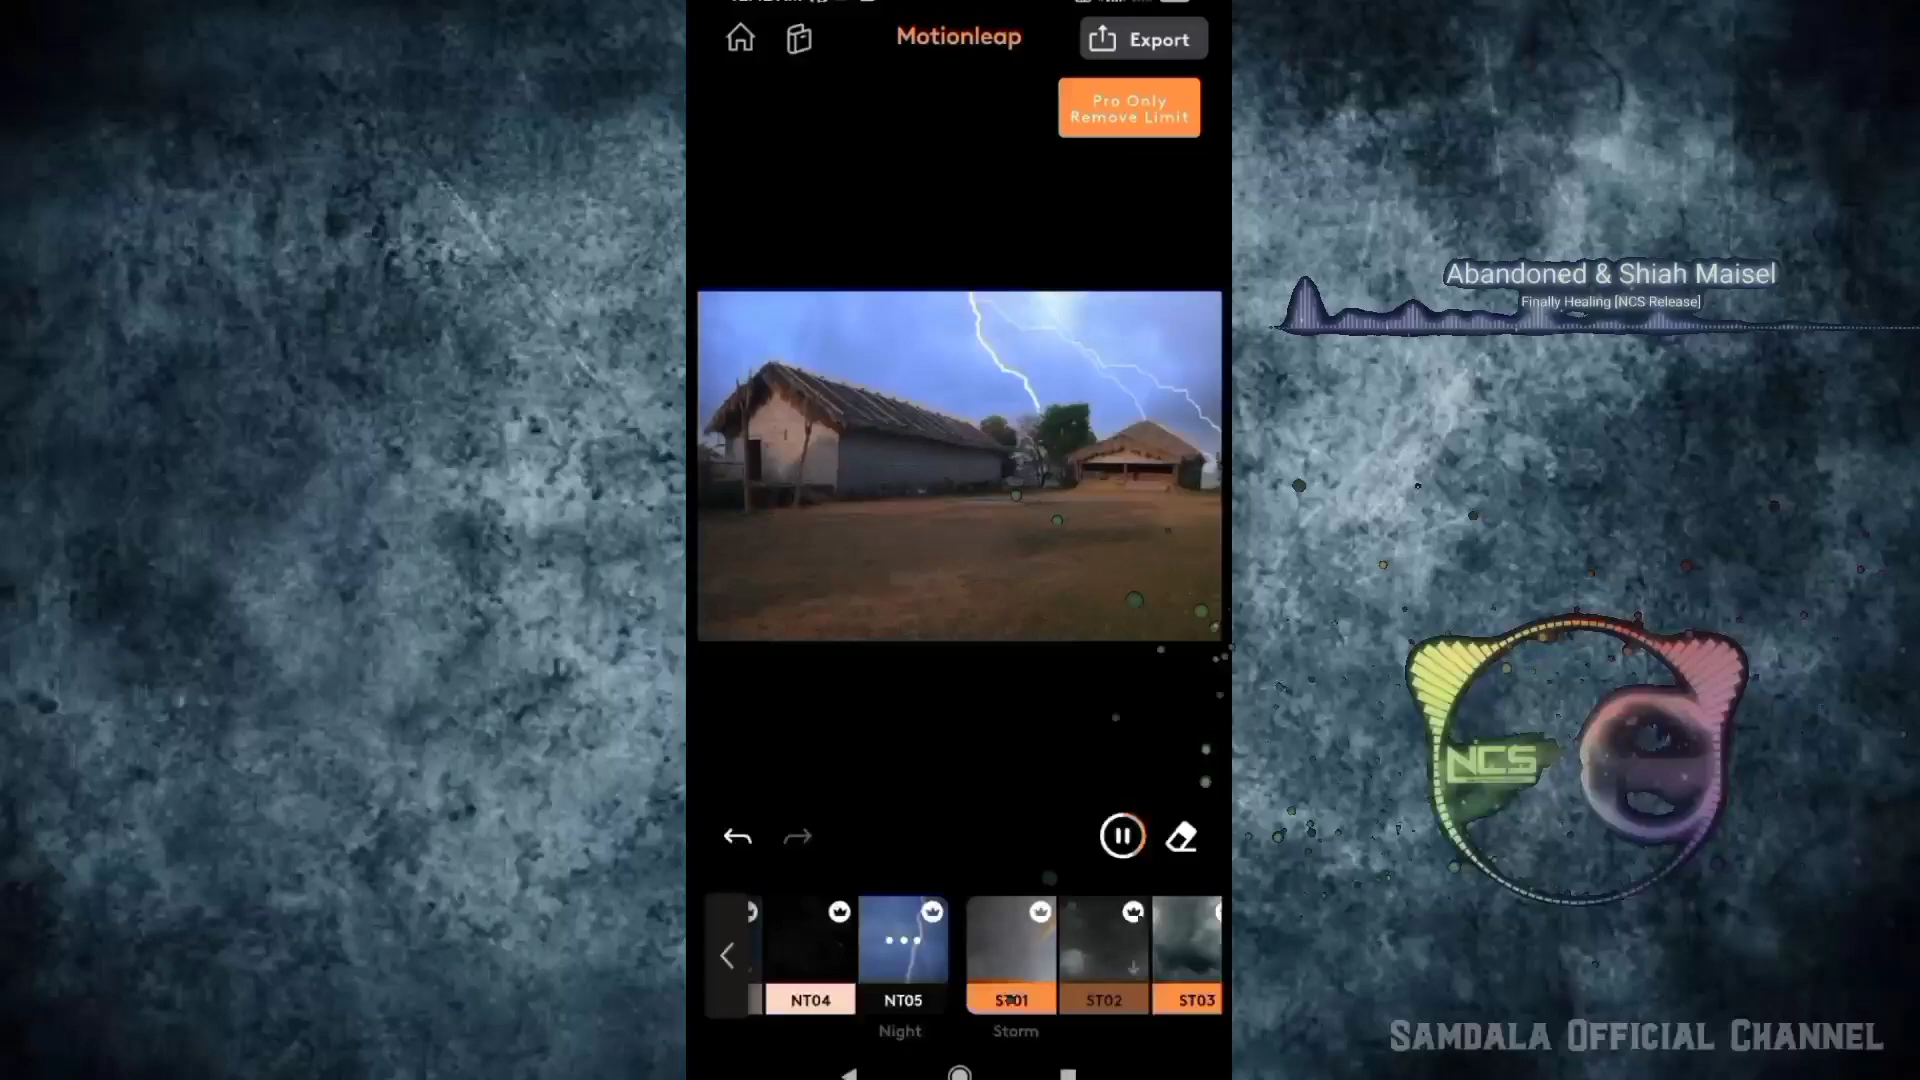 Motionleap
Export
Pro Only
Remove Limit
Abandoned & Shiah Maisel
Finally Healing [NCS Release]
NCS
NT04
NT05
ST01
ST02
ST03
Night
Storm
Samdala Official Channel